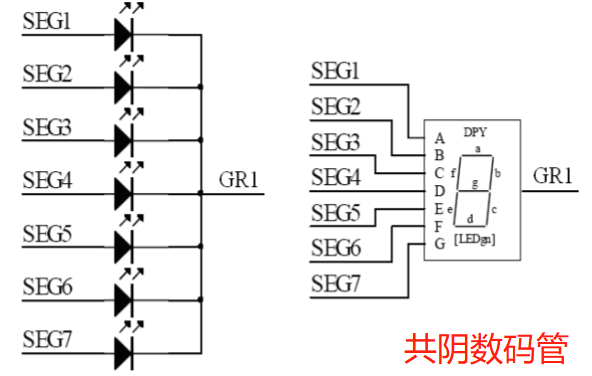 SEG1
SEG2
SEG3
SEG4
SEG5
SEG6
SEG7
GR1
SEG1
SEG2
SEG3
SEG4
SEG5
SEG6
SEG7
A
B
C
D
E
F
G
DPY
a
f b
g
e c
d
[LEDgn]
GR1
共阴数码管